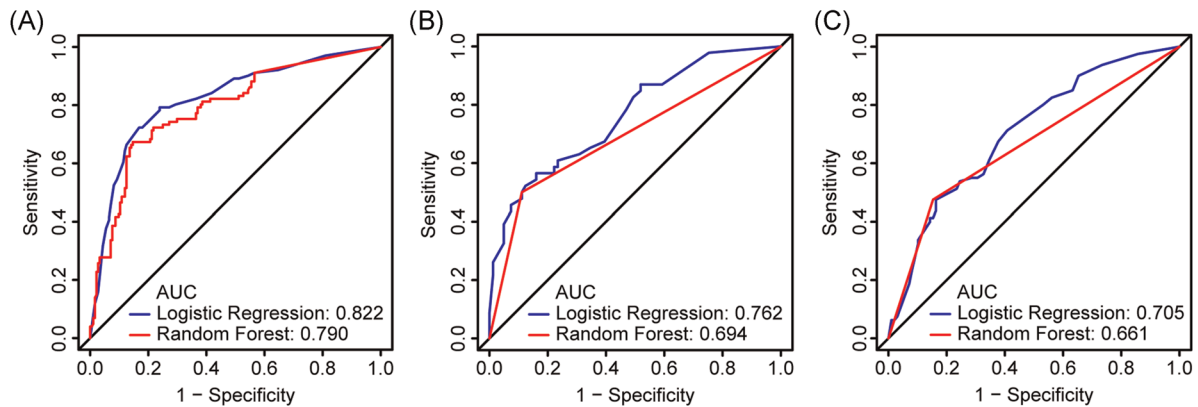 (A)
Sensitivity
1.0
0.8
0.6
0.4
0.2
0.0
AUC
Logistic Regression: 0.822
Random Forest: 0.790
0.0 0.2 0.4 0.6 0.8 1.0
1 − Specificity
(B)
Sensitivity
1.0
0.8
0.6
0.4
0.2
0.0
AUC
Logistic Regression: 0.762
Random Forest: 0.694
0.0 0.2 0.4 0.6 0.8 1.0
1 − Specificity
(C)
Sensitivity
1.0
0.8
0.6
0.4
0.2
0.0
AUC
Logistic Regression: 0.705
Random Forest: 0.661
0.0 0.2 0.4 0.6 0.8 1.0
1 − Specificity